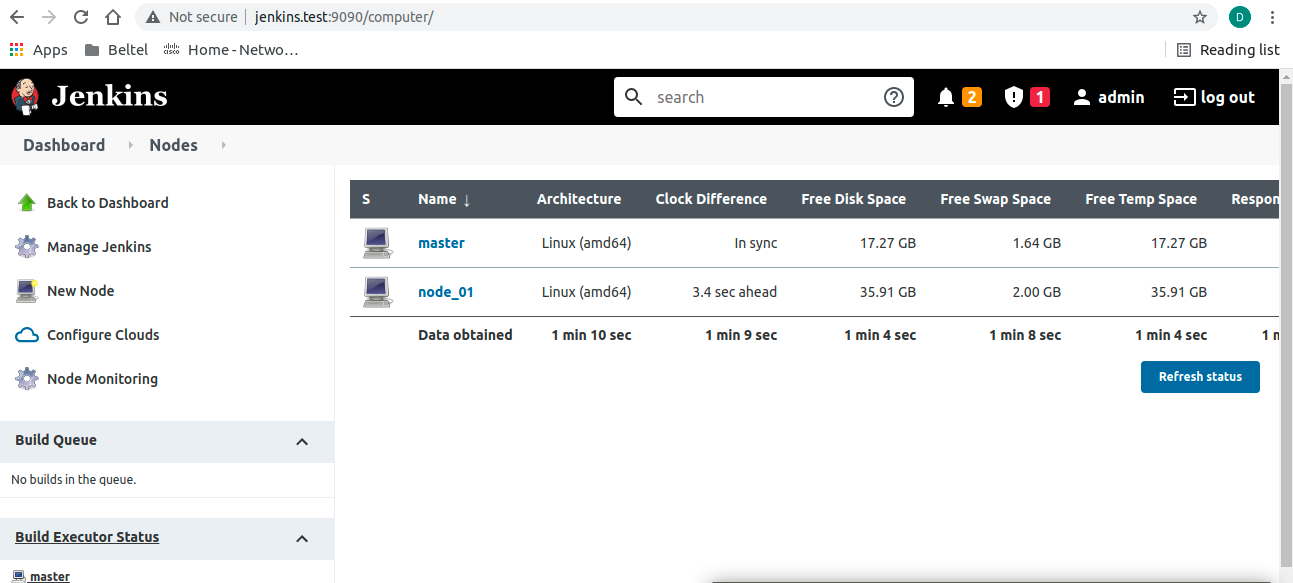 Not secure | jenkins.test:9090/computer/
D
Apps Beltel Home - Netwo… Reading list
Jenkins search 2 1 admin log out
Dashboard Nodes
Back to Dashboard
Manage Jenkins
New Node
Configure Clouds
Node Monitoring
Build Queue
No builds in the queue.
Build Executor Status
master
S Name ↓ Architecture Clock Difference Free Disk Space Free Swap Space Free Temp Space Respon
master Linux (amd64) In sync 17.27 GB 1.64 GB 17.27 GB
node_01 Linux (amd64) 3.4 sec ahead 35.91 GB 2.00 GB 35.91 GB
Data obtained 1 min 10 sec 1 min 9 sec 1 min 4 sec 1 min 8 sec 1 min 4 sec 1 m
Refresh status